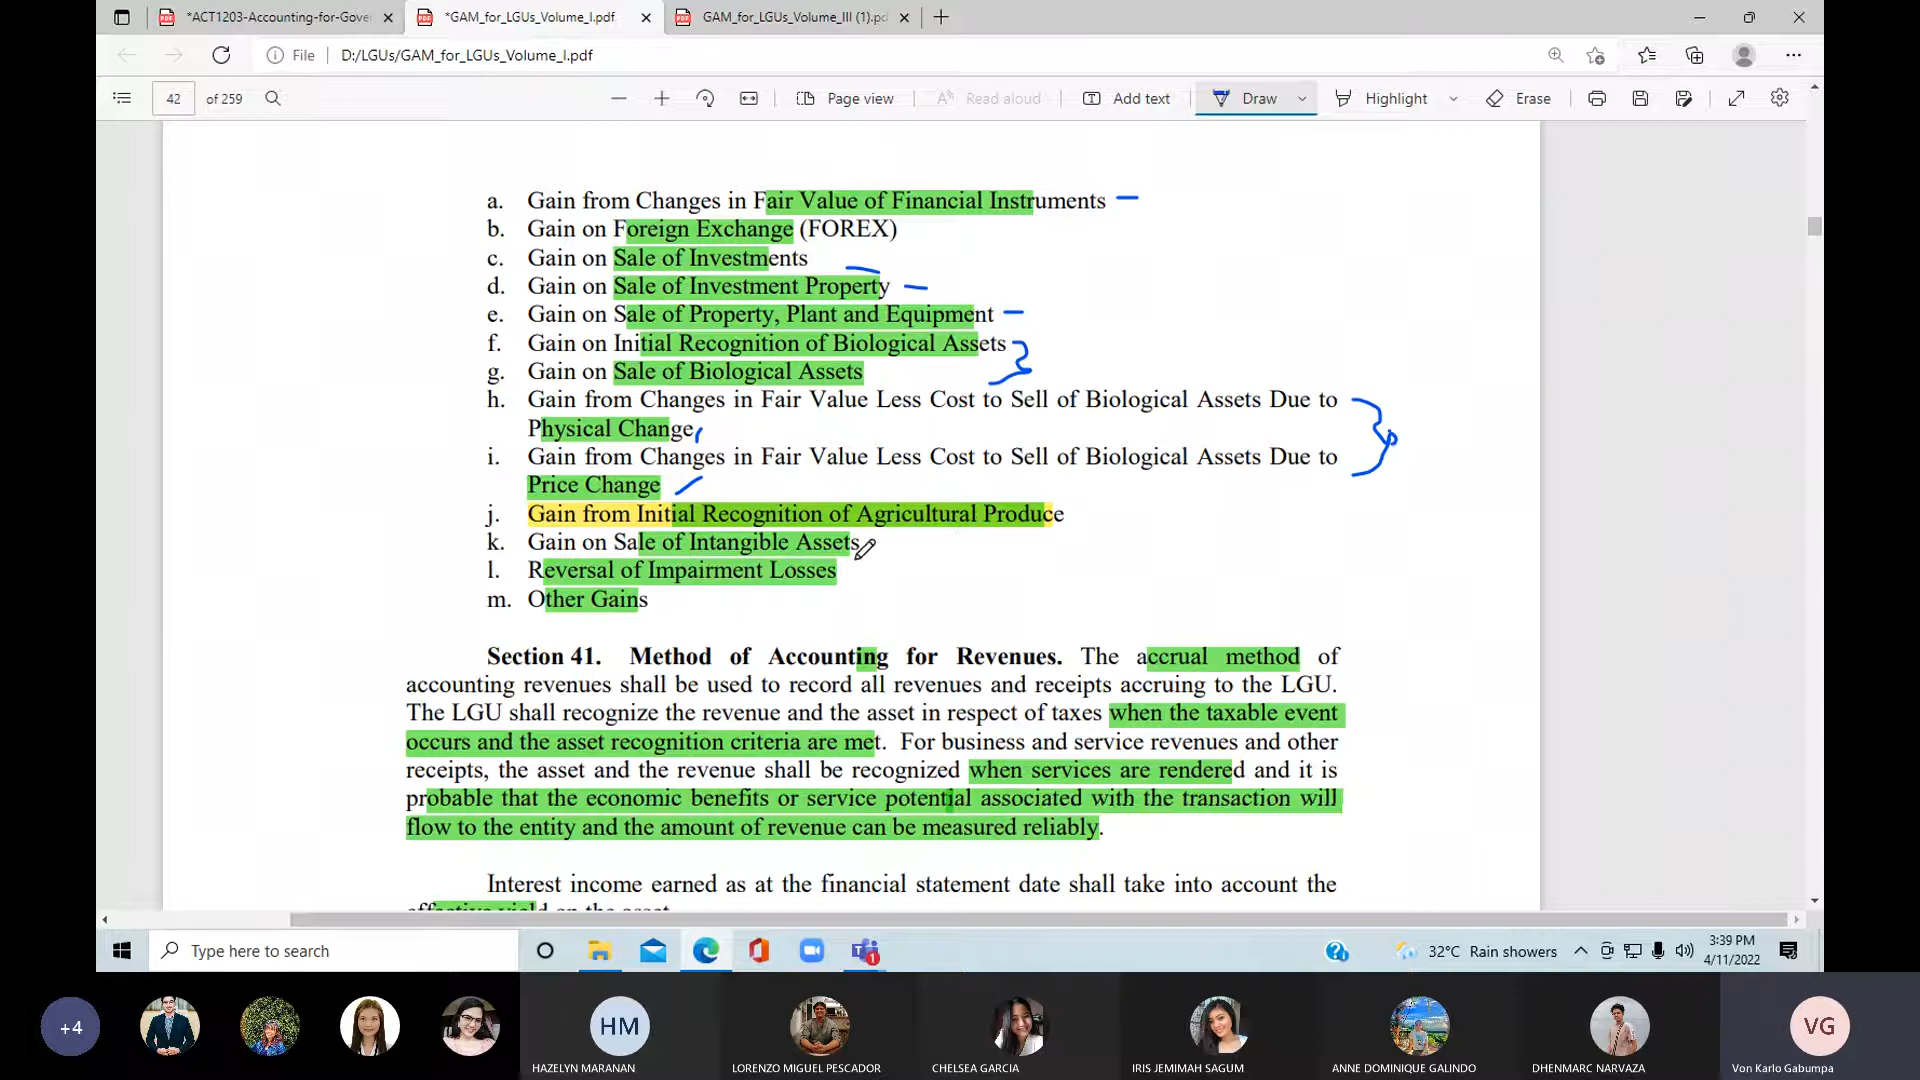 *ACT1203-Accounting-for-Gove
*GAM_for_LGUs_Volume_I.pdf
GAM_for_LGUs_Volume_III (1).pd
File
D:/LGUs/GAM_for_LGUs_Volume_I.pdf
42 of 259
Page view
Read aloud
Add text
Draw
Highlight
Erase
a. Gain from Changes in Fair Value of Financial Instruments
b. Gain on Foreign Exchange (FOREX)
c. Gain on Sale of Investments
d. Gain on Sale of Investment Property
e. Gain on Sale of Property, Plant and Equipment
f. Gain on Initial Recognition of Biological Assets
g. Gain on Sale of Biological Assets
h. Gain from Changes in Fair Value Less Cost to Sell of Biological Assets Due to
Physical Change
i. Gain from Changes in Fair Value Less Cost to Sell of Biological Assets Due to
Price Change
j. Gain from Initial Recognition of Agricultural Produce
k. Gain on Sale of Intangible Assets
l. Reversal of Impairment Losses
m. Other Gains
Section 41. Method of Accounting for Revenues. The accrual method of
accounting revenues shall be used to record all revenues and receipts accruing to the LGU.
The LGU shall recognize the revenue and the asset in respect of taxes when the taxable event
occurs and the asset recognition criteria are met. For business and service revenues and other
receipts, the asset and the revenue shall be recognized when services are rendered and it is
probable that the economic benefits or service potential associated with the transaction will
flow to the entity and the amount of revenue can be measured reliably.
Interest income earned as at the financial statement date shall take into account the
effective yield on the asset
Type here to search
1
32°C Rain showers
3:39 PM
4/11/2022
+4
HM
VG
HAZELYN MARANAN
LORENZO MIGUEL PESCADOR
CHELSEA GARCIA
IRIS JEMIMAH SAGUM
ANNE DOMINIQUE GALINDO
DHENMARC NARVAZA
Von Karlo Gabumpa